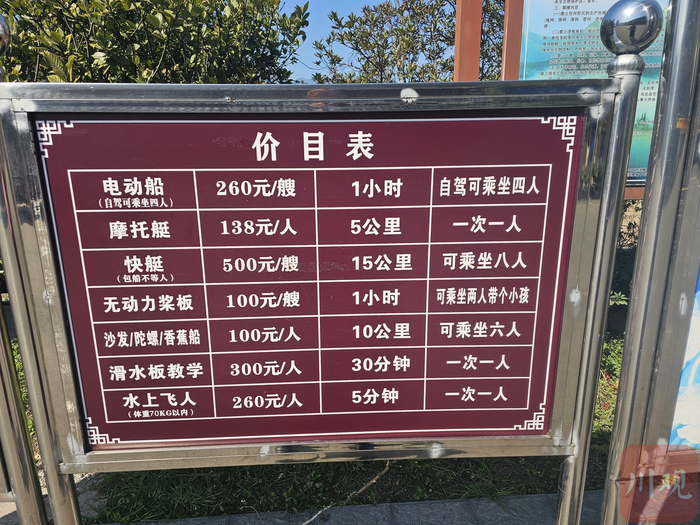 价目表
电动船 260元/艘 1小时 自驾可乘坐四人
(自驾可乘坐四人)
摩托艇 138元/人 5公里 一次一人
快艇 500元/艘 15公里 可乘坐八人
(包船不等人)
无动力桨板 100元/艘 1小时 可乘坐两人带个小孩
沙发/陀螺/香蕉船 100元/人 10公里 可乘坐六人
滑水板教学 300元/人 30分钟 一次一人
水上飞人 260元/人 5分钟 一次一人
(体重70KG以内)
川观